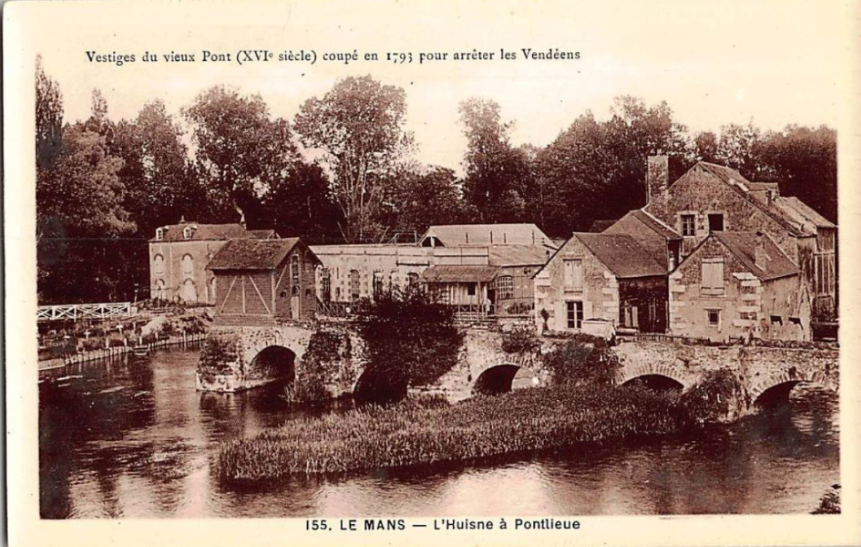 Vestiges du vieux Pont (XVIᵉ siècle) coupé en 1793 pour arrêter les Vendéens
155. LE MANS — L'Huisne à Pontlieue